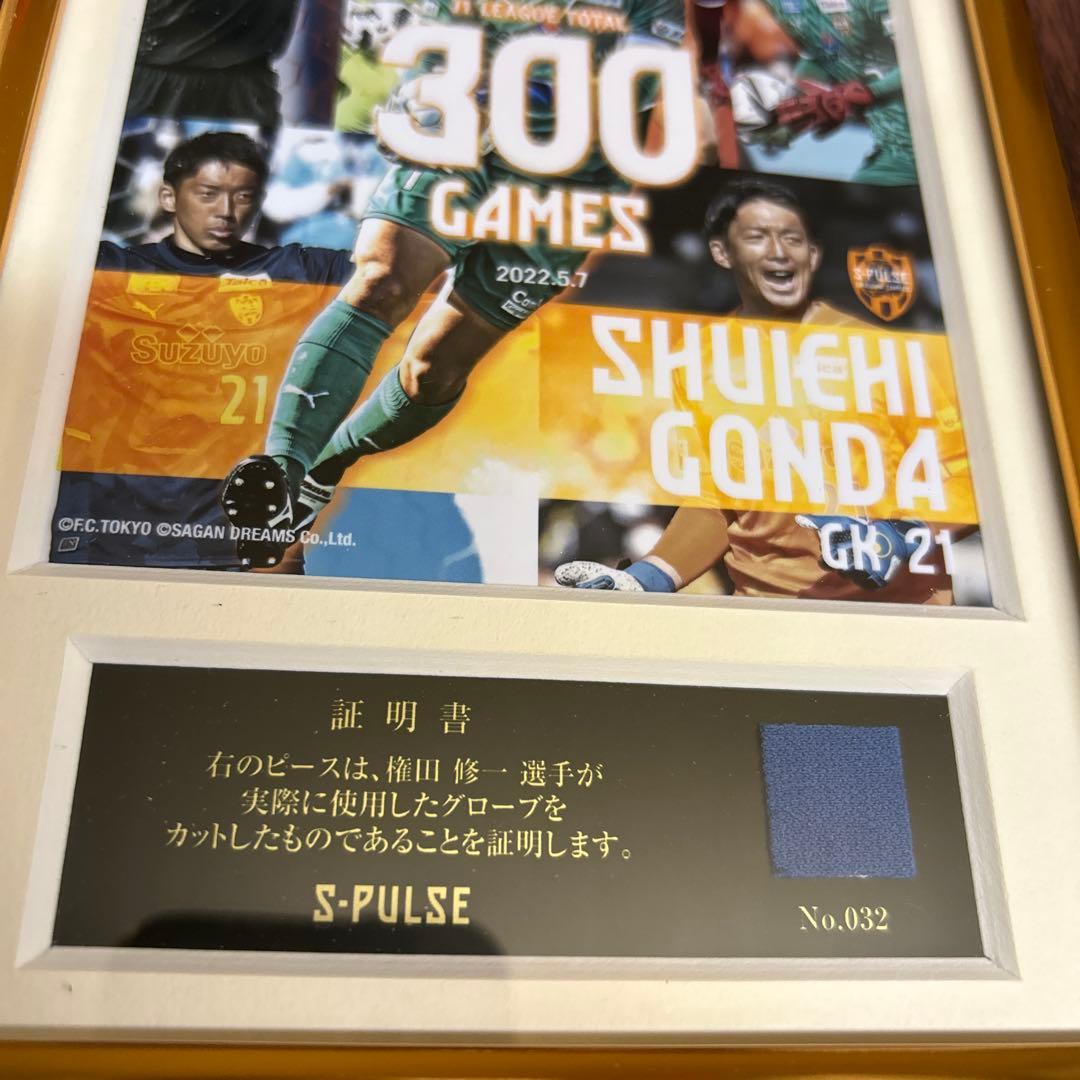 J1 LEAGUE TOTAL
300
GAMES
2022.5.7
S-PULSE
Suzuyo
21
SHUICHI
GONDA
GK 21
©F.C.TOKYO ©SAGAN DREAMS Co.,Ltd.
証明書
右のピースは、権田 修一 選手が
実際に使用したグローブを
カットしたものであることを証明します。
S-PULSE
No.032